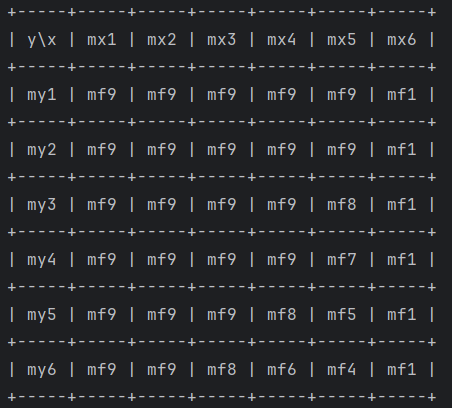 +-----+-----+-----+-----+-----+-----+-----+
| y\x | mx1 | mx2 | mx3 | mx4 | mx5 | mx6 |
+-----+-----+-----+-----+-----+-----+-----+
| my1 | mf9 | mf9 | mf9 | mf9 | mf9 | mf1 |
+-----+-----+-----+-----+-----+-----+-----+
| my2 | mf9 | mf9 | mf9 | mf9 | mf9 | mf1 |
+-----+-----+-----+-----+-----+-----+-----+
| my3 | mf9 | mf9 | mf9 | mf9 | mf8 | mf1 |
+-----+-----+-----+-----+-----+-----+-----+
| my4 | mf9 | mf9 | mf9 | mf9 | mf7 | mf1 |
+-----+-----+-----+-----+-----+-----+-----+
| my5 | mf9 | mf9 | mf9 | mf8 | mf5 | mf1 |
+-----+-----+-----+-----+-----+-----+-----+
| my6 | mf9 | mf9 | mf8 | mf6 | mf4 | mf1 |
+-----+-----+-----+-----+-----+-----+-----+